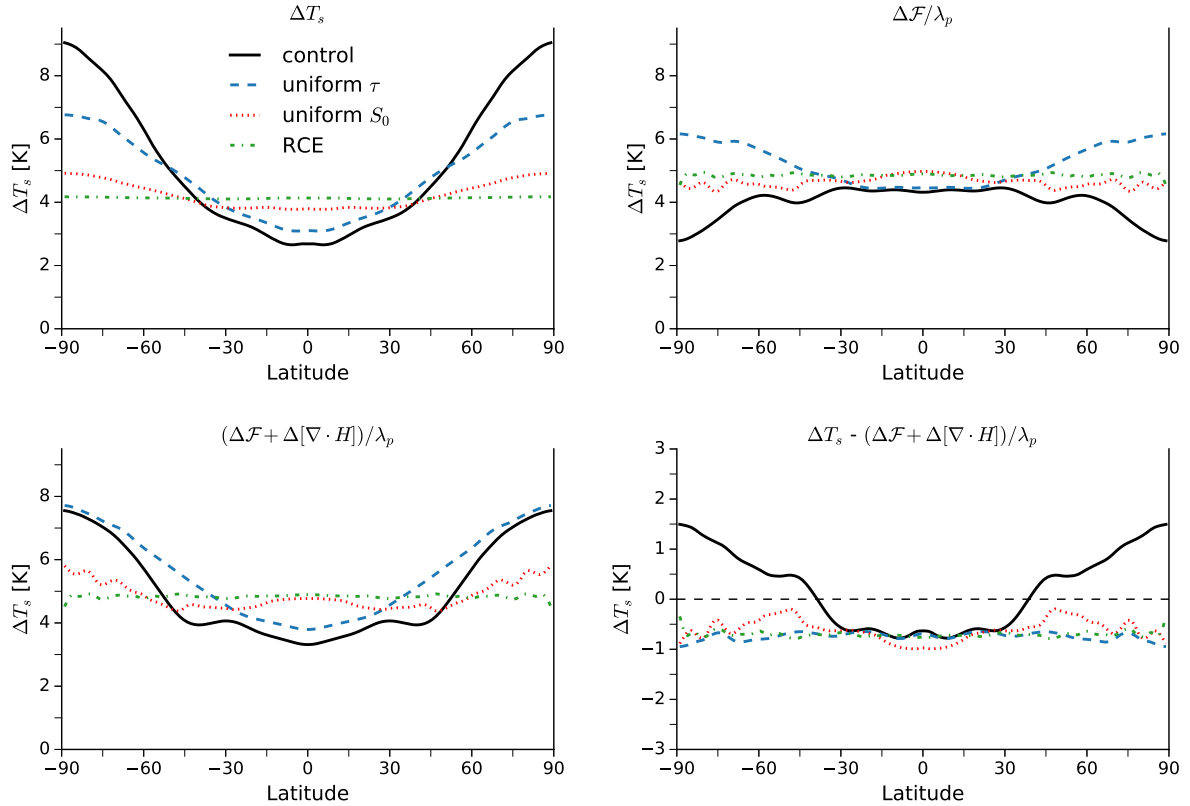 ΔT_s
control
uniform τ
uniform S_0
RCE
ΔT_s [K]
8
6
4
2
0
−90 −60 −30 0 30 60 90
Latitude
Δℱ/λ_p
ΔT_s [K]
8
6
4
2
0
−90 −60 −30 0 30 60 90
Latitude
(Δℱ + Δ[∇ · H])/λ_p
ΔT_s [K]
8
6
4
2
0
−90 −60 −30 0 30 60 90
Latitude
ΔT_s - (Δℱ + Δ[∇ · H])/λ_p
ΔT_s [K]
3
2
1
0
−1
−2
−3
−90 −60 −30 0 30 60 90
Latitude